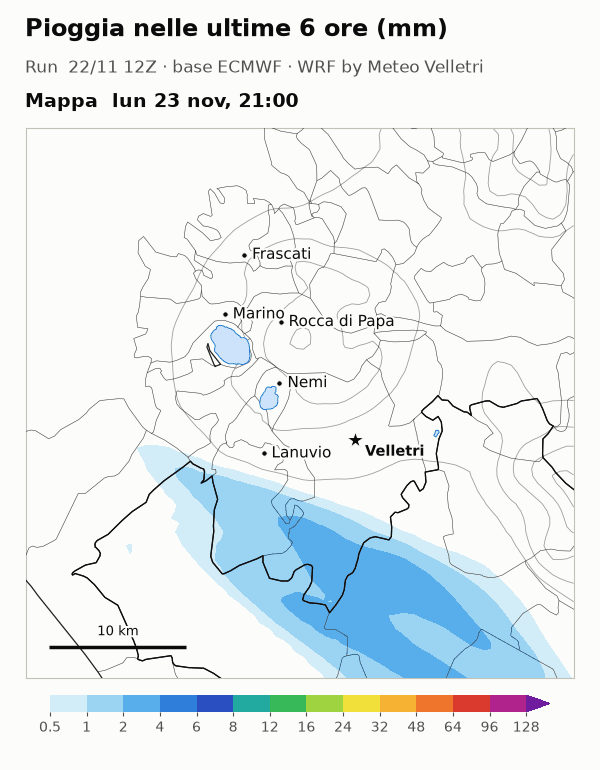 Pioggia nelle ultime 6 ore (mm)
Run  22/11 12Z · base ECMWF · WRF by Meteo Velletri
Mappa  lun 23 nov, 21:00
Frascati
Marino
Rocca di Papa
Nemi
Velletri
Lanuvio
10 km
0.5 1 2 4 6 8 12 16 24 32 48 64 96 128